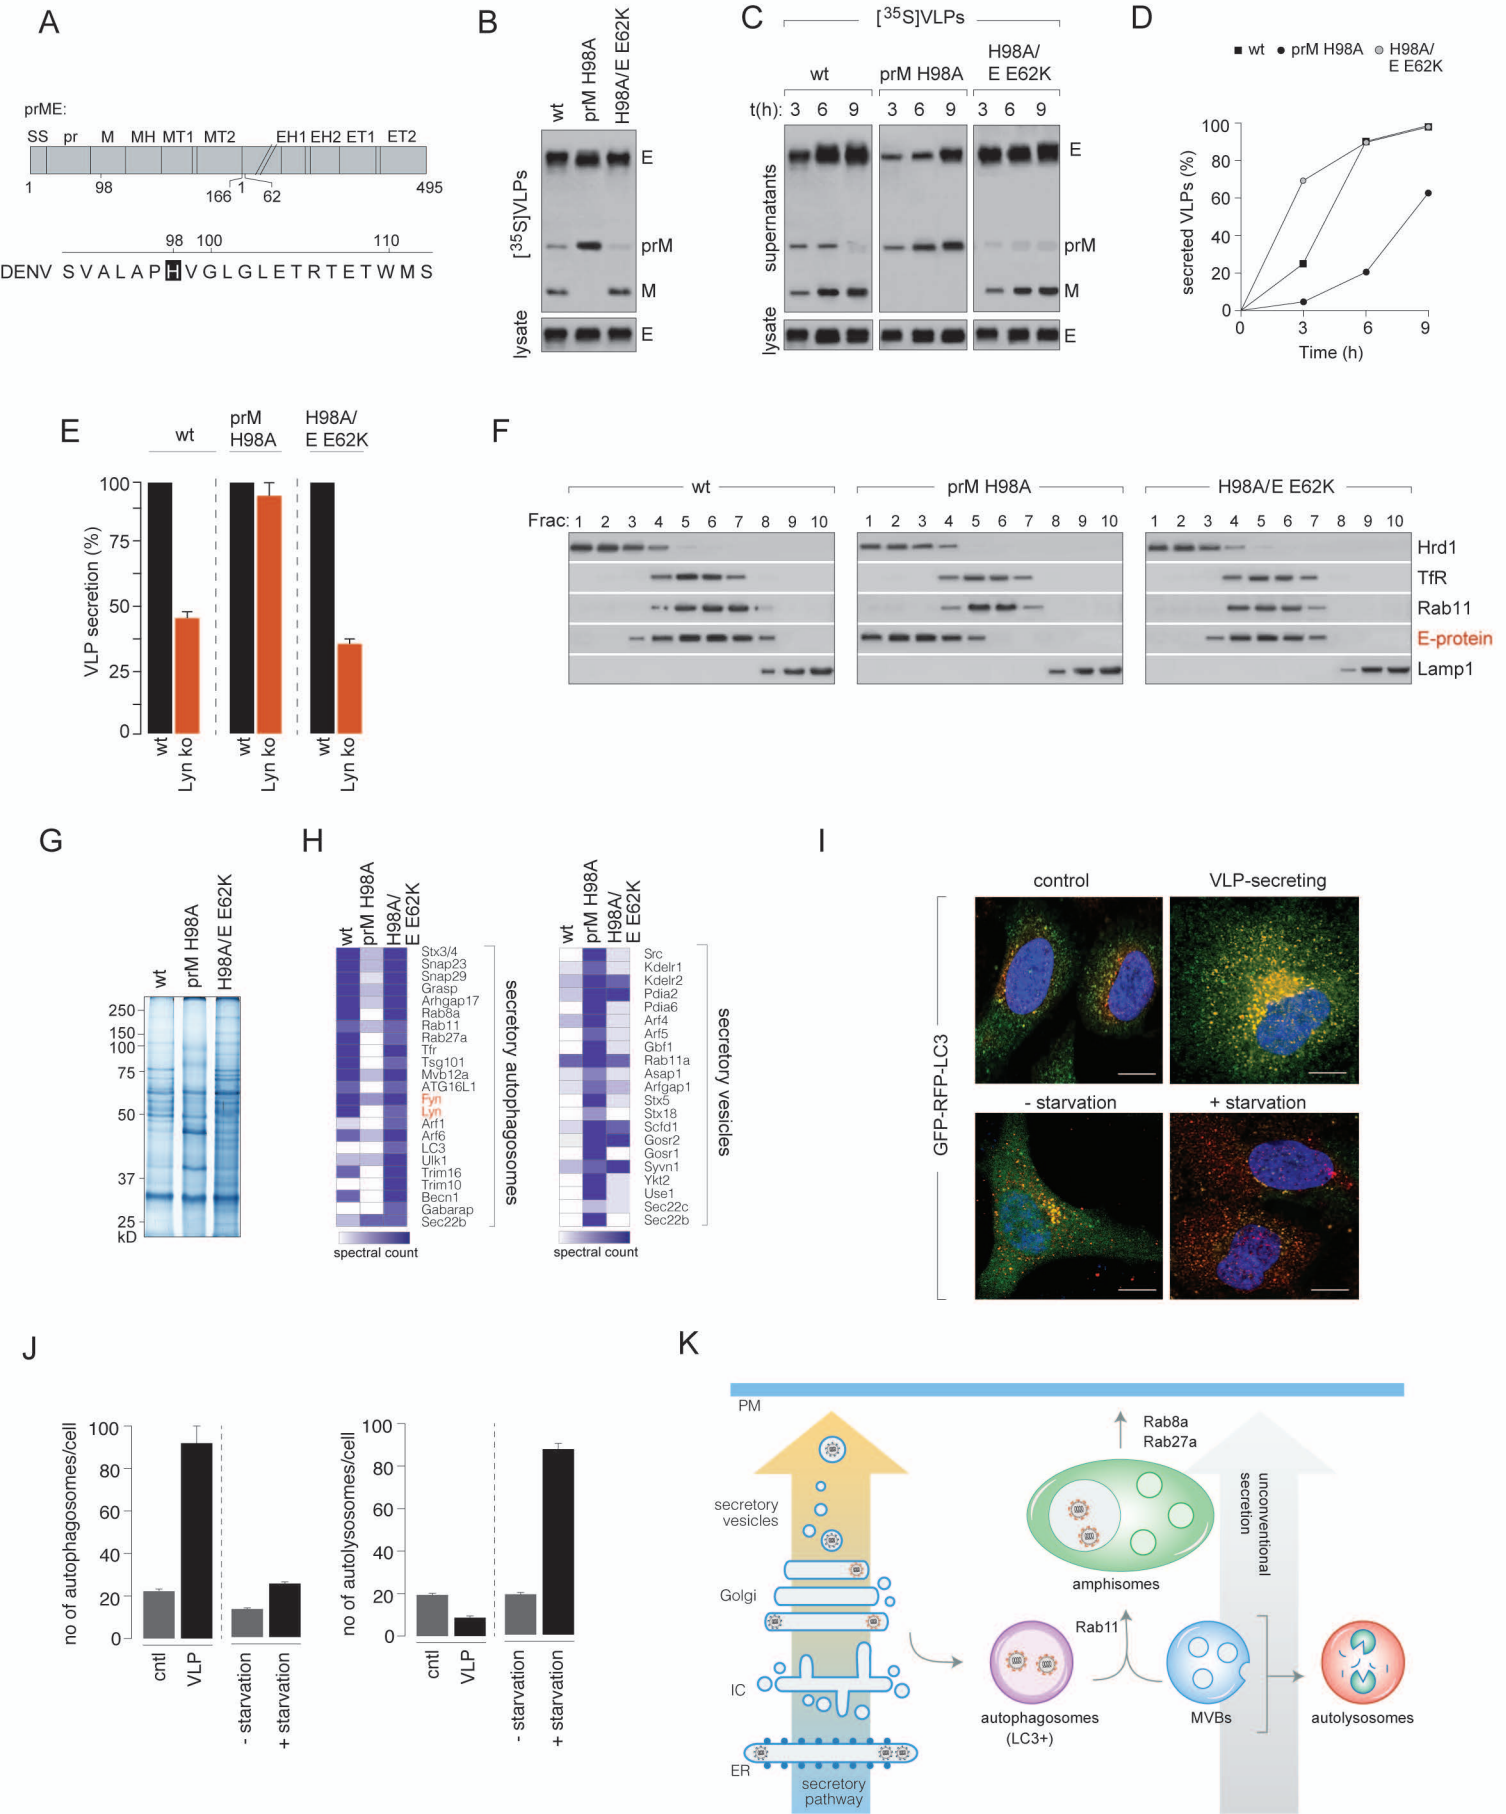 A
prME:
SS pr M MH MT1 MT2 EH1 EH2 ET1 ET2
1 98 166 1 62 495
98 100 110
DENV S V A L A P H V G L G L E T R T E T W M S
B
wt
prM H98A
H98A/E E62K
[35S]VLPs
E
prM
M
lysate
E
C
[35S]VLPs
wt
prM H98A
H98A/
E E62K
t(h): 3 6 9 3 6 9 3 6 9
supernatants
E
prM
M
lysate
E
D
wt prM H98A H98A/
E E62K
secreted VLPs (%)
100
80
60
40
20
0
0 3 6 9
Time (h)
E
wt
prM
H98A
H98A/
E E62K
VLP secretion (%)
100
75
50
25
0
wt
Lyn ko
wt
Lyn ko
wt
Lyn ko
F
wt
prM H98A
H98A/E E62K
Frac: 1 2 3 4 5 6 7 8 9 10 1 2 3 4 5 6 7 8 9 10 1 2 3 4 5 6 7 8 9 10
Hrd1
TfR
Rab11
E-protein
Lamp1
G
wt
prM H98A
H98A/E E62K
250
150
100
75
50
37
25
kD
H
wt
prM H98A
H98A/
E E62K
Stx3/4
Snap23
Snap29
Grasp
Arhgap17
Rab8a
Rab11
Rab27a
Tfr
Tsg101
Mvb12a
ATG16L1
Fyn
Lyn
Arf1
Arf6
LC3
Ulk1
Trim16
Trim10
Becn1
Gabarap
Sec22b
secretory autophagosomes
spectral count
wt
prM H98A
H98A/
E E62K
Src
Kdelr1
Kdelr2
Pdia2
Pdia6
Arf4
Arf5
Gbf1
Rab11a
Asap1
Arfgap1
Stx5
Stx18
Scfd1
Gosr2
Gosr1
Syvn1
Ykt2
Use1
Sec22c
Sec22b
secretory vesicles
spectral count
I
control
VLP-secreting
- starvation
+ starvation
GFP-RFP-LC3
J
no of autophagosomes/cell
100
80
60
40
20
0
cntl
VLP
- starvation
+ starvation
no of autolysosomes/cell
100
80
60
40
20
0
cntl
VLP
- starvation
+ starvation
K
PM
Rab8a
Rab27a
secretory
vesicles
unconventional
secretion
amphisomes
Golgi
Rab11
IC
autophagosomes
(LC3+)
MVBs
autolysosomes
ER
secretory
pathway